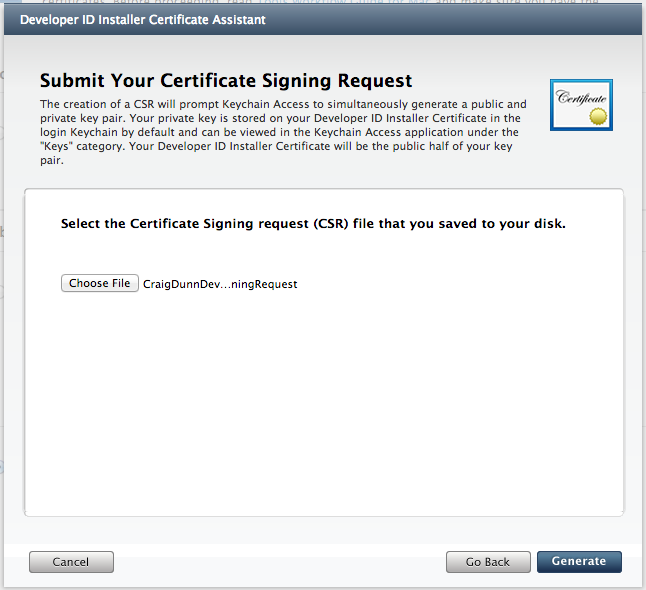 Developer ID Installer Certificate Assistant
Submit Your Certificate Signing Request
The creation of a CSR will prompt Keychain Access to simultaneously generate a public and
private key pair. Your private key is stored on your Developer ID Installer Certificate in the
login Keychain by default and can be viewed in the Keychain Access application under the
"Keys" category. Your Developer ID Installer Certificate will be the public half of your key
pair.
Certificate
Select the Certificate Signing request (CSR) file that you saved to your disk.
Choose File CraigDunnDev...ningRequest
Cancel Go Back Generate